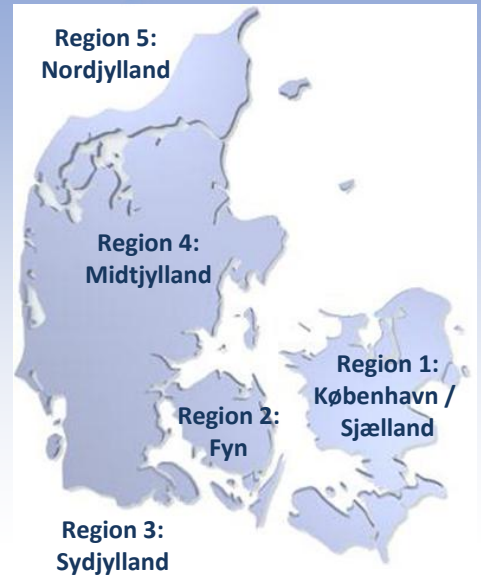 Region 5:
Nordjylland
Region 4:
Midtjylland
Region 1:
København /
Sjælland
Region 2:
Fyn
Region 3:
Sydjylland